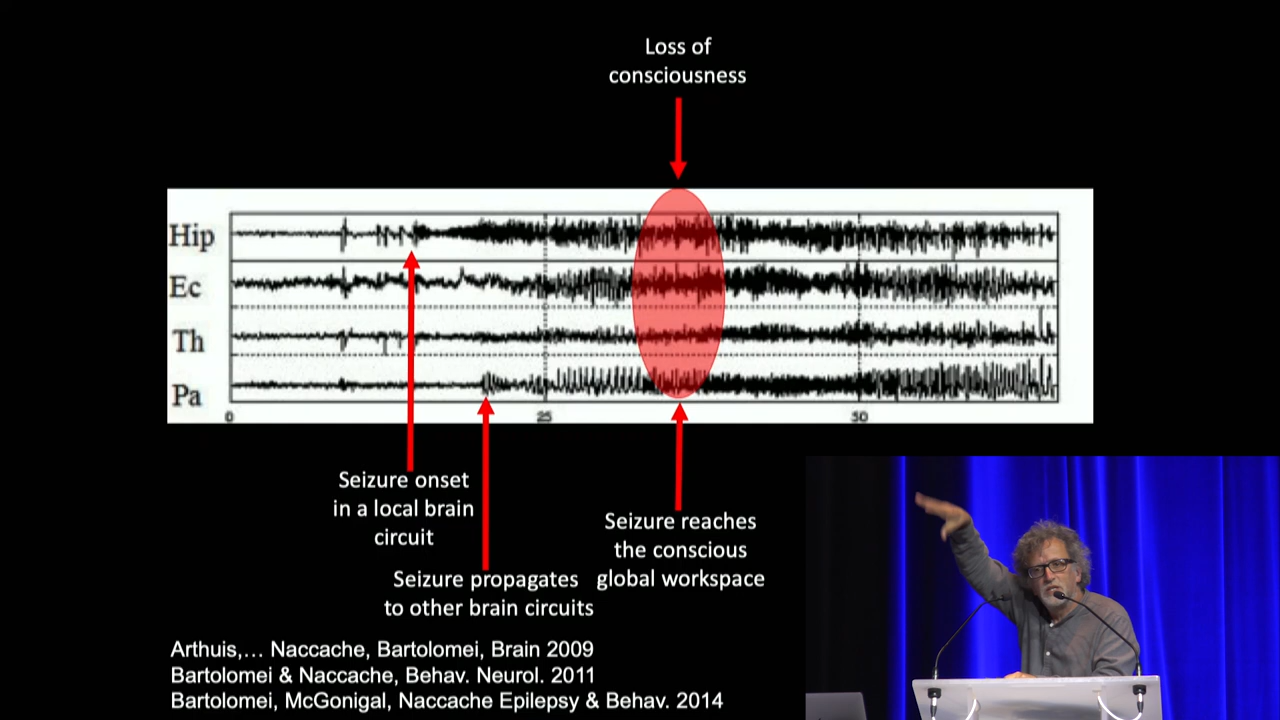 Loss of
consciousness
Hip
Ec
Th
Pa
0
25
50
Seizure onset
in a local brain
circuit
Seizure propagates
to other brain circuits
Seizure reaches
the conscious
global workspace
Arthuis,… Naccache, Bartolomei, Brain 2009
Bartolomei & Naccache, Behav. Neurol. 2011
Bartolomei, McGonigal, Naccache Epilepsy & Behav. 2014